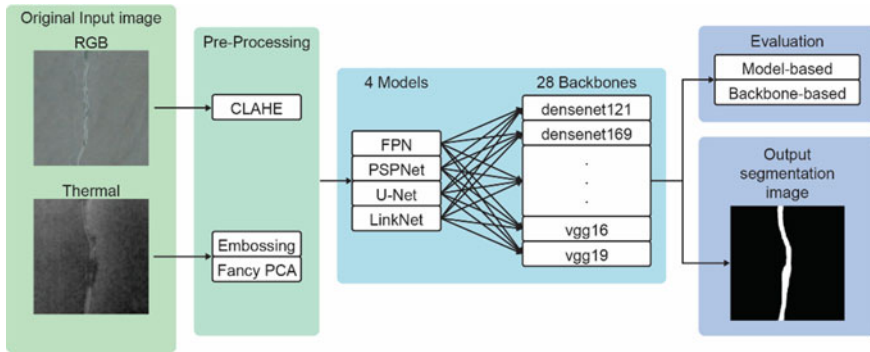 Original Input image
RGB
Thermal
Pre-Processing
CLAHE
Embossing
Fancy PCA
4 Models
FPN
PSPNet
U-Net
LinkNet
28 Backbones
densenet121
densenet169
.
.
.
vgg16
vgg19
Evaluation
Model-based
Backbone-based
Output
segmentation
image